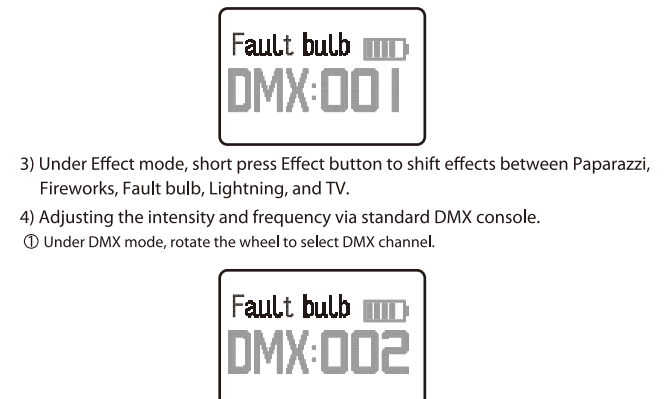 Fault bulb
DMX:001
3) Under Effect mode, short press Effect button to shift effects between Paparazzi,
Fireworks, Fault bulb, Lightning, and TV.
4) Adjusting the intensity and frequency via standard DMX console.
① Under DMX mode, rotate the wheel to select DMX channel.
Fault bulb
DMX:002